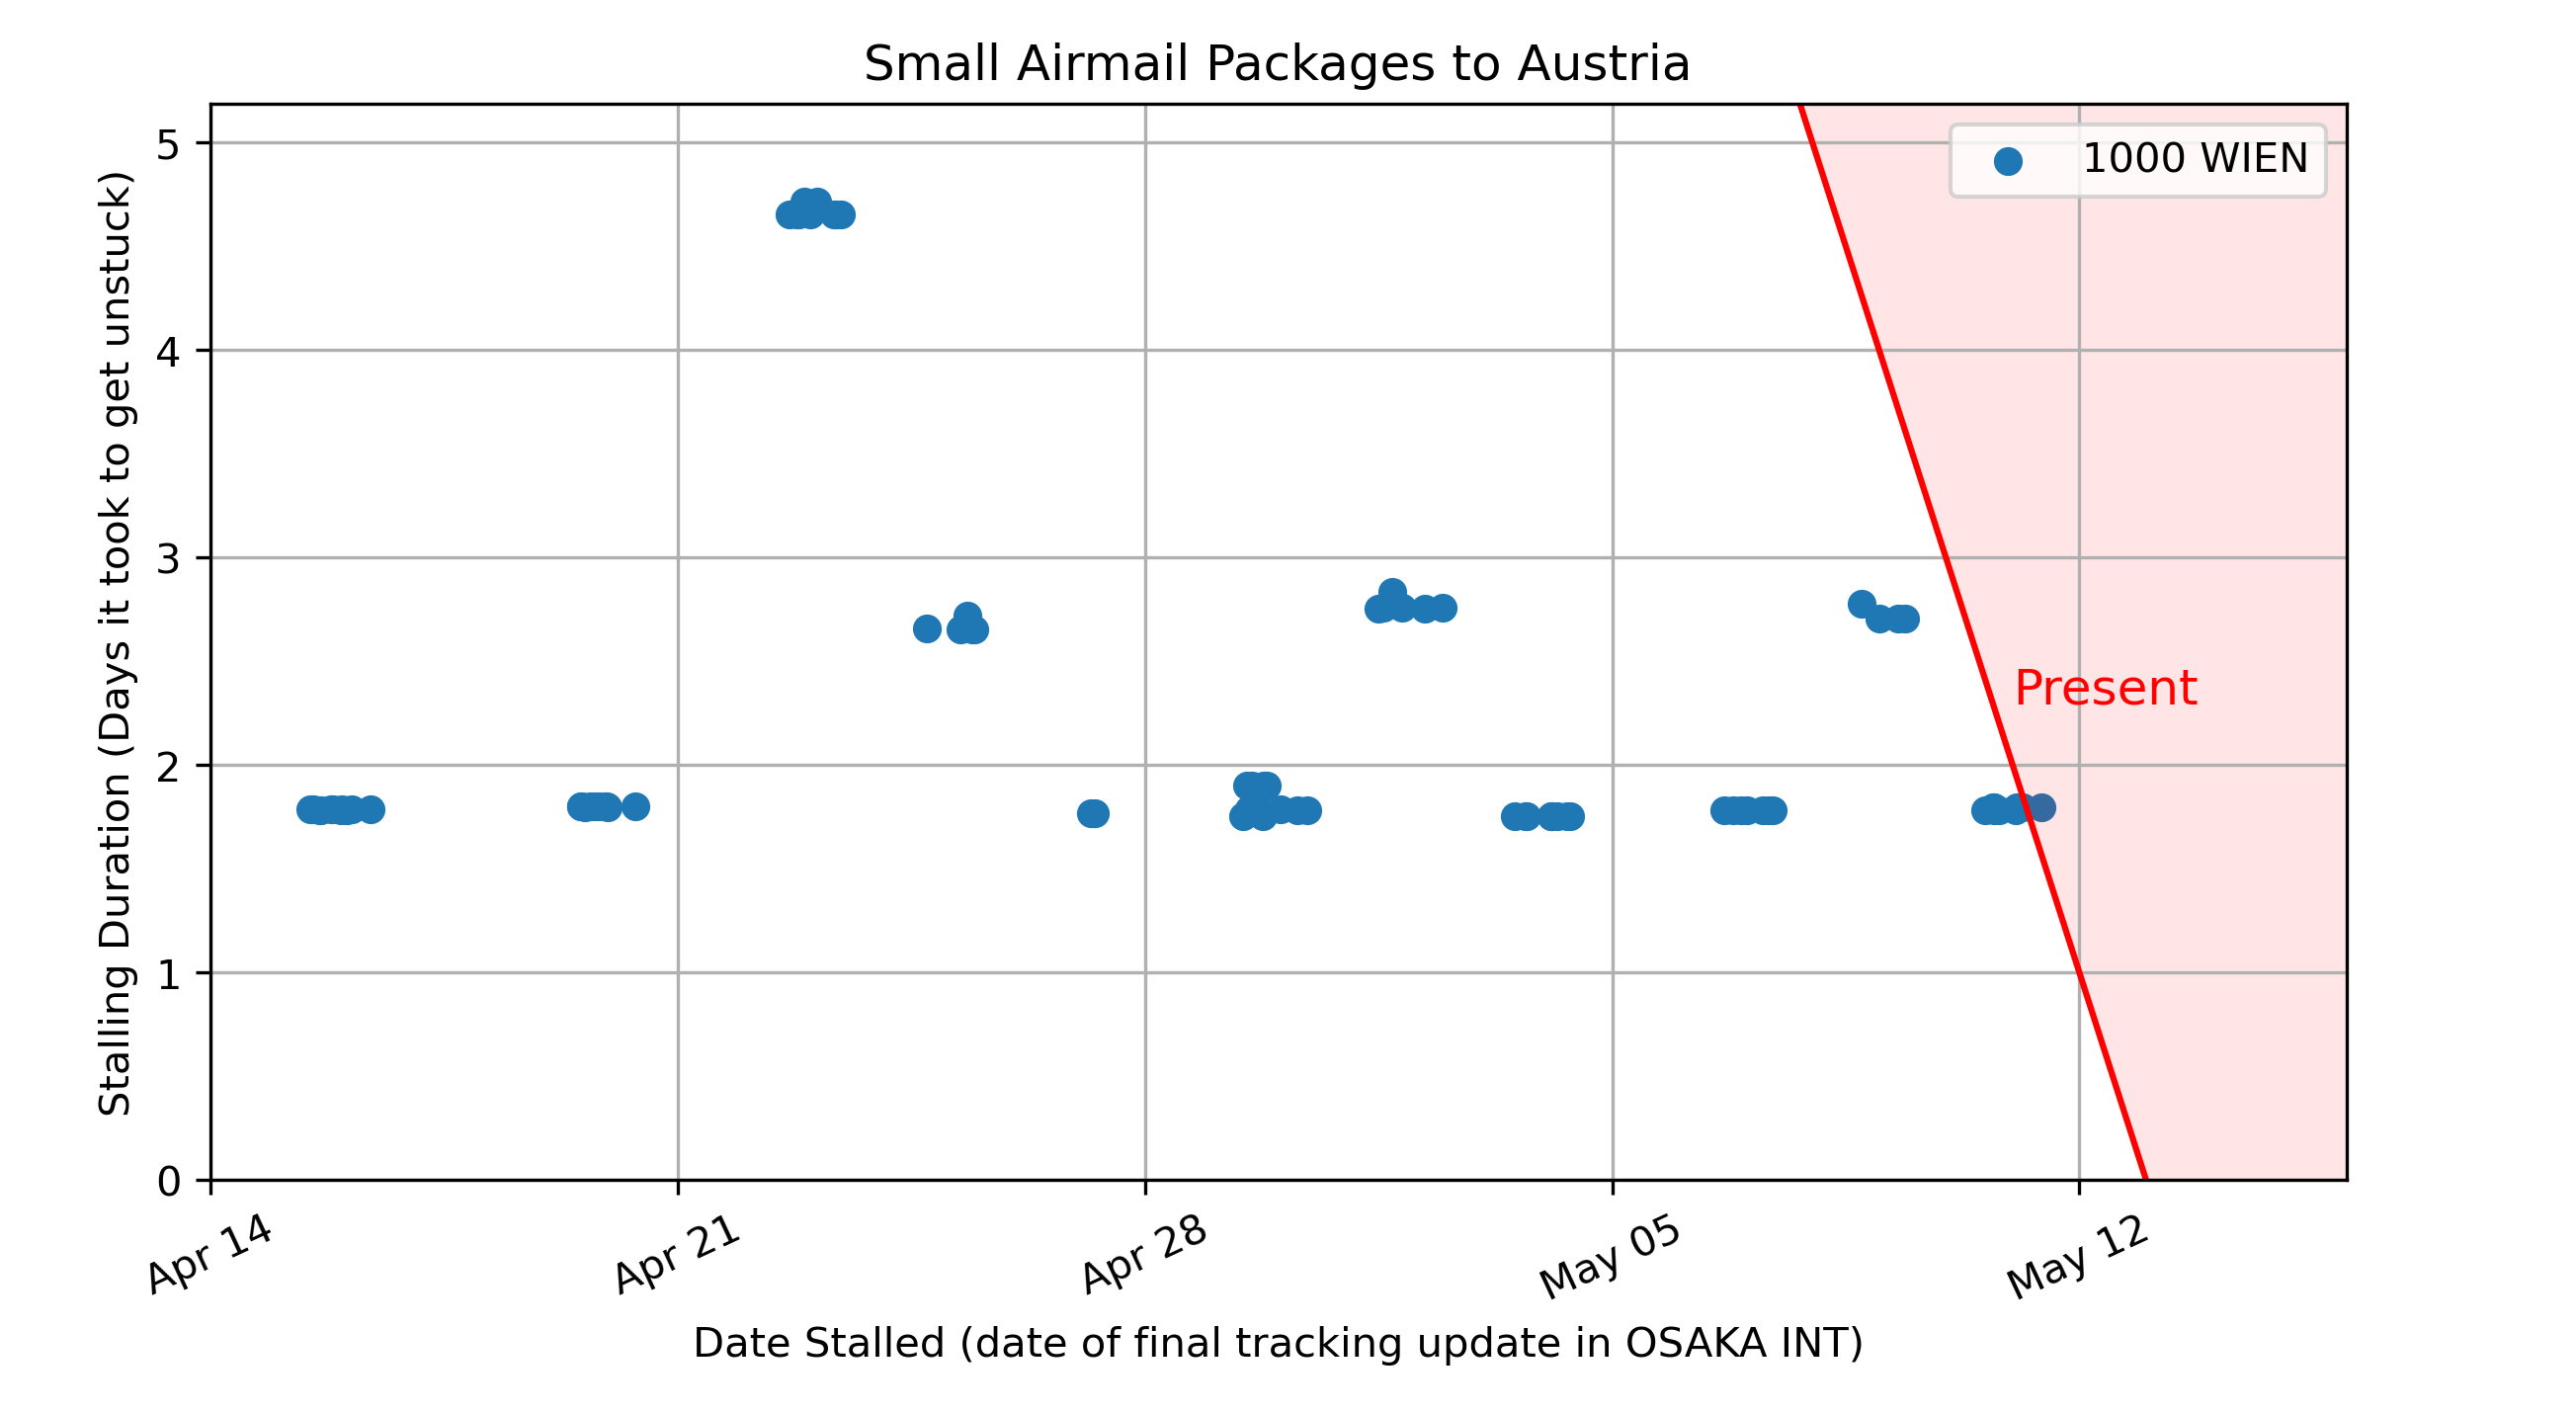 Small Airmail Packages to Austria
Stalling Duration (Days it took to get unstuck)
5
4
3
2
1
0
1000 WIEN
Present
Apr 14
Apr 21
Apr 28
May 05
May 12
Date Stalled (date of final tracking update in OSAKA INT)